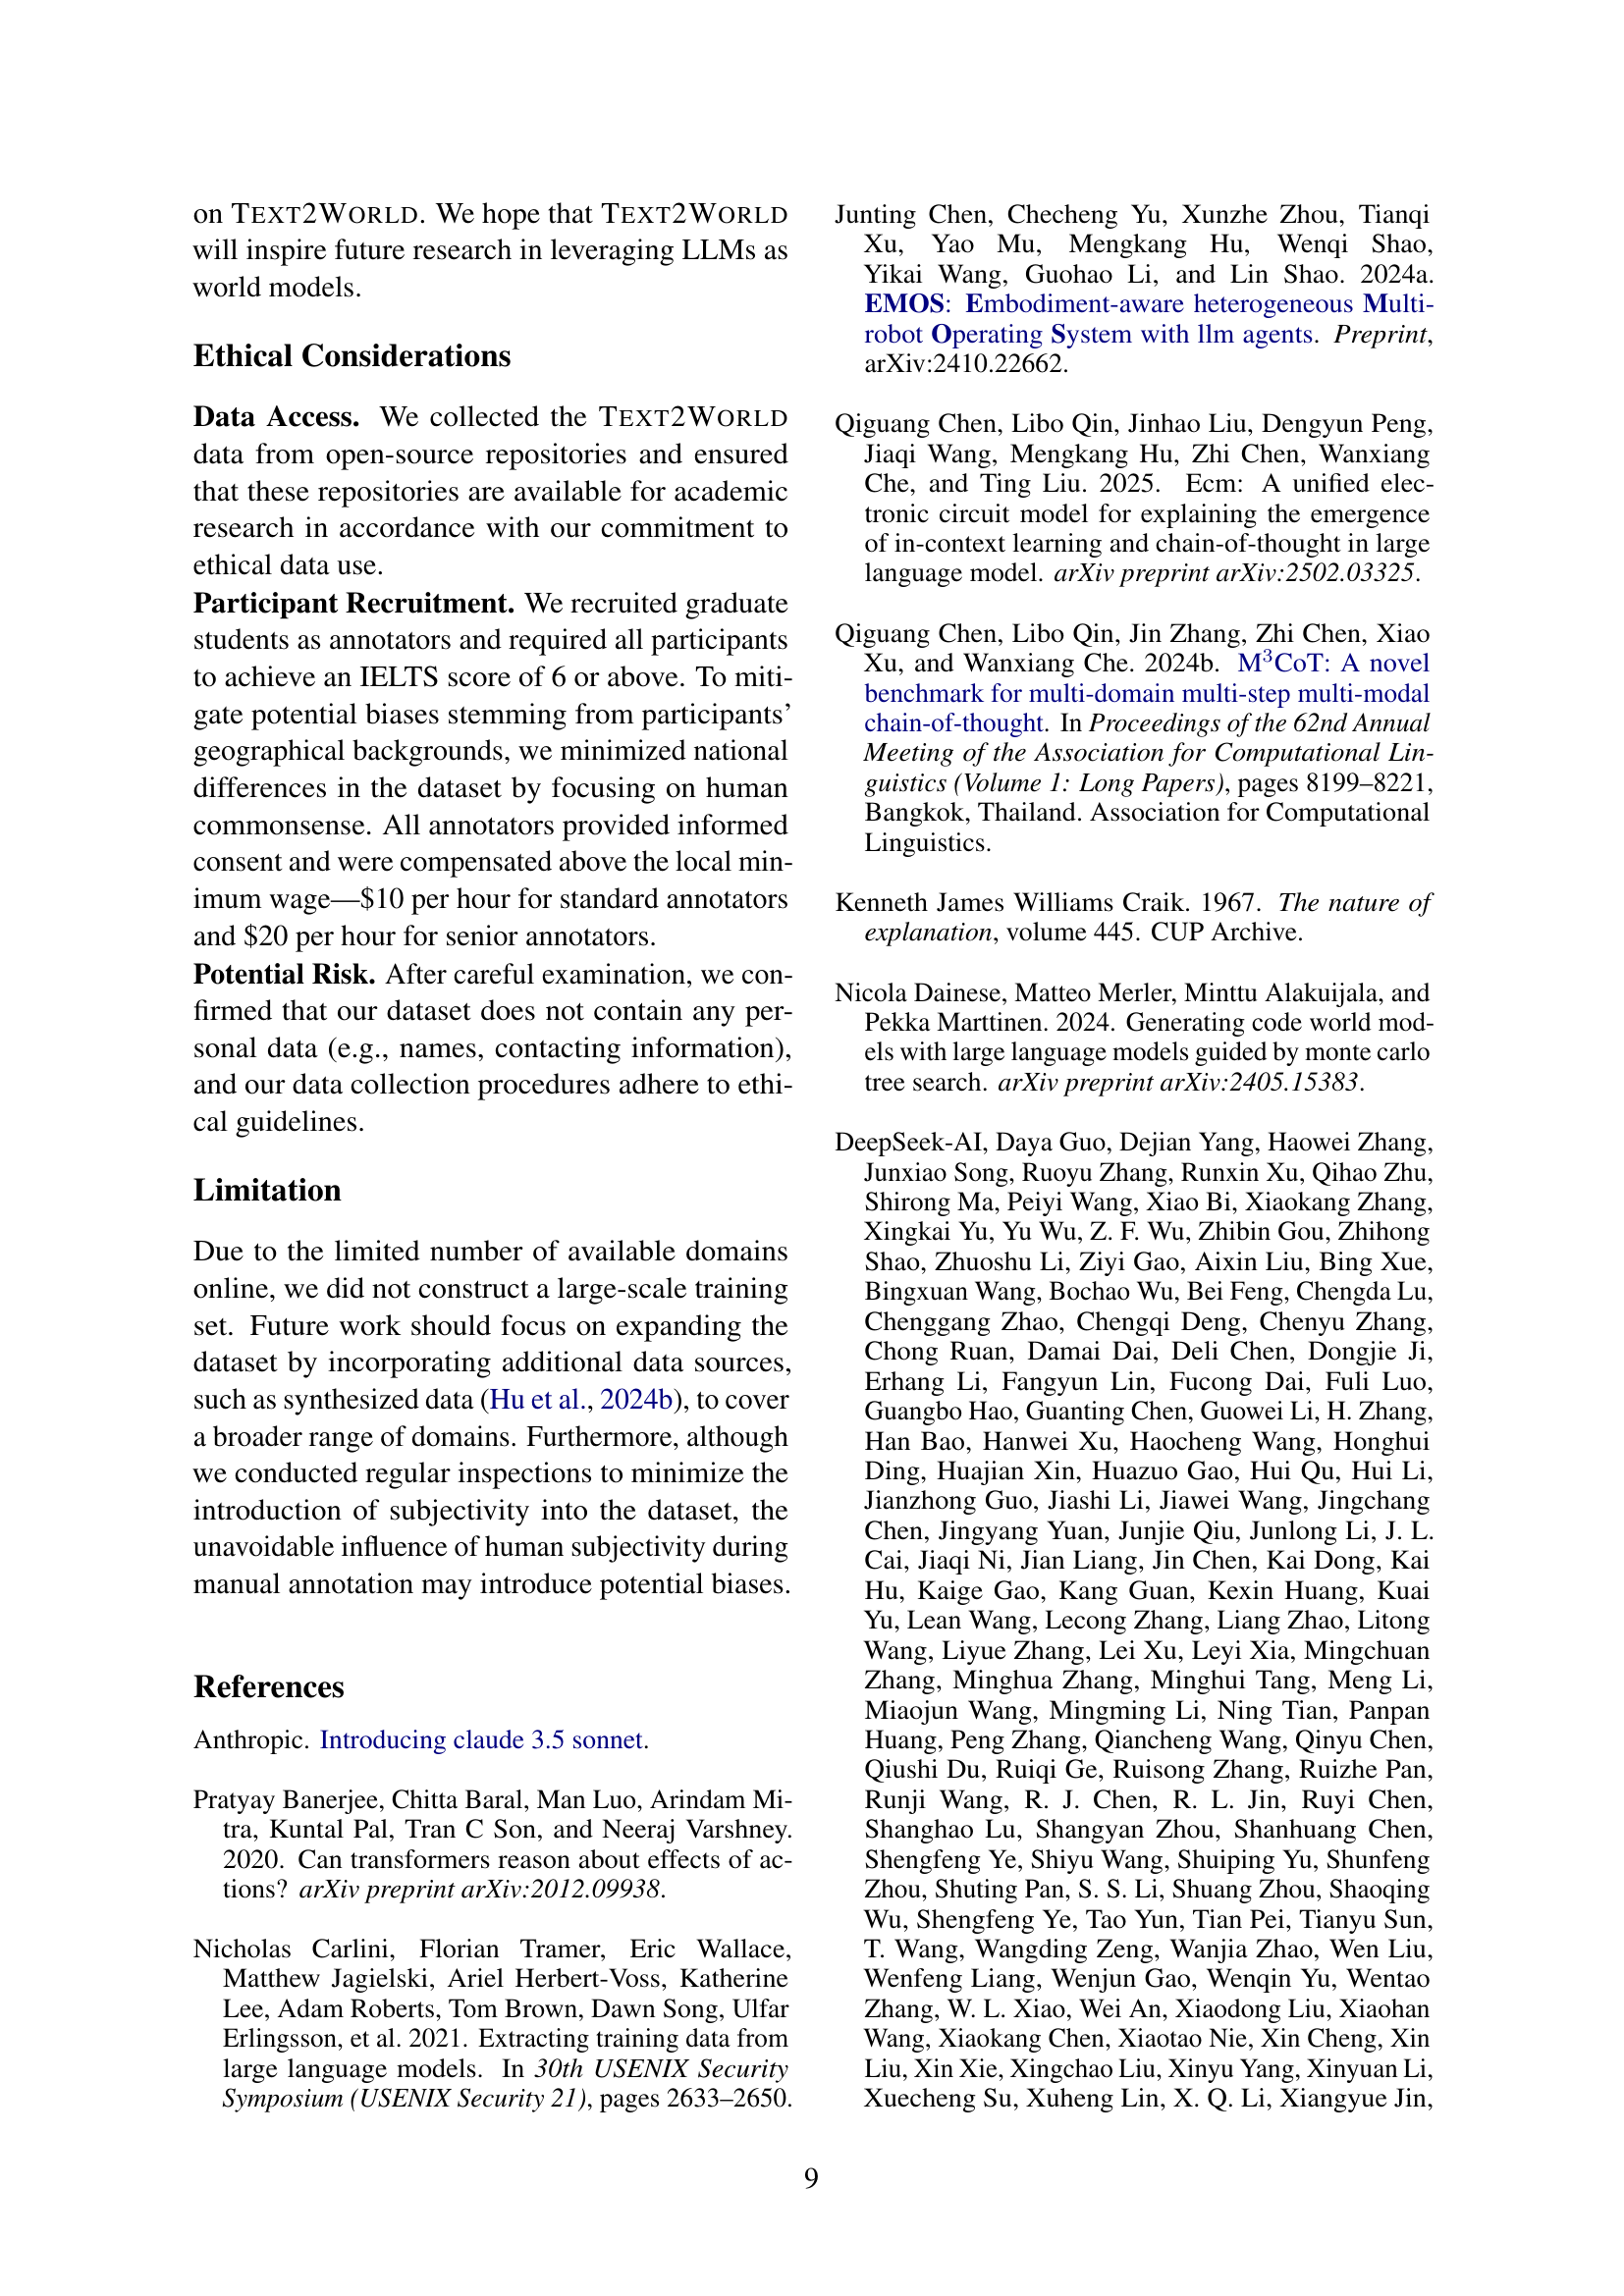 on TEXT2WORLD. We hope that TEXT2WORLD
will inspire future research in leveraging LLMs as
world models.
Ethical Considerations
Data Access. We collected the TEXT2WORLD
data from open-source repositories and ensured
that these repositories are available for academic
research in accordance with our commitment to
ethical data use.
Participant Recruitment. We recruited graduate
students as annotators and required all participants
to achieve an IELTS score of 6 or above. To miti-
gate potential biases stemming from participants’
geographical backgrounds, we minimized national
differences in the dataset by focusing on human
commonsense. All annotators provided informed
consent and were compensated above the local min-
imum wage—$10 per hour for standard annotators
and $20 per hour for senior annotators.
Potential Risk. After careful examination, we con-
firmed that our dataset does not contain any per-
sonal data (e.g., names, contacting information),
and our data collection procedures adhere to ethi-
cal guidelines.
Limitation
Due to the limited number of available domains
online, we did not construct a large-scale training
set. Future work should focus on expanding the
dataset by incorporating additional data sources,
such as synthesized data (Hu et al., 2024b), to cover
a broader range of domains. Furthermore, although
we conducted regular inspections to minimize the
introduction of subjectivity into the dataset, the
unavoidable influence of human subjectivity during
manual annotation may introduce potential biases.
References
Anthropic. Introducing claude 3.5 sonnet.
Pratyay Banerjee, Chitta Baral, Man Luo, Arindam Mi-
tra, Kuntal Pal, Tran C Son, and Neeraj Varshney.
2020. Can transformers reason about effects of ac-
tions? arXiv preprint arXiv:2012.09938.
Nicholas Carlini, Florian Tramer, Eric Wallace,
Matthew Jagielski, Ariel Herbert-Voss, Katherine
Lee, Adam Roberts, Tom Brown, Dawn Song, Ulfar
Erlingsson, et al. 2021. Extracting training data from
large language models. In 30th USENIX Security
Symposium (USENIX Security 21), pages 2633–2650.
Junting Chen, Checheng Yu, Xunzhe Zhou, Tianqi
Xu, Yao Mu, Mengkang Hu, Wenqi Shao,
Yikai Wang, Guohao Li, and Lin Shao. 2024a.
EMOS: Embodiment-aware heterogeneous Multi-
robot Operating System with llm agents. Preprint,
arXiv:2410.22662.
Qiguang Chen, Libo Qin, Jinhao Liu, Dengyun Peng,
Jiaqi Wang, Mengkang Hu, Zhi Chen, Wanxiang
Che, and Ting Liu. 2025. Ecm: A unified elec-
tronic circuit model for explaining the emergence
of in-context learning and chain-of-thought in large
language model. arXiv preprint arXiv:2502.03325.
Qiguang Chen, Libo Qin, Jin Zhang, Zhi Chen, Xiao
Xu, and Wanxiang Che. 2024b. M³CoT: A novel
benchmark for multi-domain multi-step multi-modal
chain-of-thought. In Proceedings of the 62nd Annual
Meeting of the Association for Computational Lin-
guistics (Volume 1: Long Papers), pages 8199–8221,
Bangkok, Thailand. Association for Computational
Linguistics.
Kenneth James Williams Craik. 1967. The nature of
explanation, volume 445. CUP Archive.
Nicola Dainese, Matteo Merler, Minttu Alakuijala, and
Pekka Marttinen. 2024. Generating code world mod-
els with large language models guided by monte carlo
tree search. arXiv preprint arXiv:2405.15383.
DeepSeek-AI, Daya Guo, Dejian Yang, Haowei Zhang,
Junxiao Song, Ruoyu Zhang, Runxin Xu, Qihao Zhu,
Shirong Ma, Peiyi Wang, Xiao Bi, Xiaokang Zhang,
Xingkai Yu, Yu Wu, Z. F. Wu, Zhibin Gou, Zhihong
Shao, Zhuoshu Li, Ziyi Gao, Aixin Liu, Bing Xue,
Bingxuan Wang, Bochao Wu, Bei Feng, Chengda Lu,
Chenggang Zhao, Chengqi Deng, Chenyu Zhang,
Chong Ruan, Damai Dai, Deli Chen, Dongjie Ji,
Erhang Li, Fangyun Lin, Fucong Dai, Fuli Luo,
Guangbo Hao, Guanting Chen, Guowei Li, H. Zhang,
Han Bao, Hanwei Xu, Haocheng Wang, Honghui
Ding, Huajian Xin, Huazuo Gao, Hui Qu, Hui Li,
Jianzhong Guo, Jiashi Li, Jiawei Wang, Jingchang
Chen, Jingyang Yuan, Junjie Qiu, Junlong Li, J. L.
Cai, Jiaqi Ni, Jian Liang, Jin Chen, Kai Dong, Kai
Hu, Kaige Gao, Kang Guan, Kexin Huang, Kuai
Yu, Lean Wang, Lecong Zhang, Liang Zhao, Litong
Wang, Liyue Zhang, Lei Xu, Leyi Xia, Mingchuan
Zhang, Minghua Zhang, Minghui Tang, Meng Li,
Miaojun Wang, Mingming Li, Ning Tian, Panpan
Huang, Peng Zhang, Qiancheng Wang, Qinyu Chen,
Qiushi Du, Ruiqi Ge, Ruisong Zhang, Ruizhe Pan,
Runji Wang, R. J. Chen, R. L. Jin, Ruyi Chen,
Shanghao Lu, Shangyan Zhou, Shanhuang Chen,
Shengfeng Ye, Shiyu Wang, Shuiping Yu, Shunfeng
Zhou, Shuting Pan, S. S. Li, Shuang Zhou, Shaoqing
Wu, Shengfeng Ye, Tao Yun, Tian Pei, Tianyu Sun,
T. Wang, Wangding Zeng, Wanjia Zhao, Wen Liu,
Wenfeng Liang, Wenjun Gao, Wenqin Yu, Wentao
Zhang, W. L. Xiao, Wei An, Xiaodong Liu, Xiaohan
Wang, Xiaokang Chen, Xiaotao Nie, Xin Cheng, Xin
Liu, Xin Xie, Xingchao Liu, Xinyu Yang, Xinyuan Li,
Xuecheng Su, Xuheng Lin, X. Q. Li, Xiangyue Jin,
9